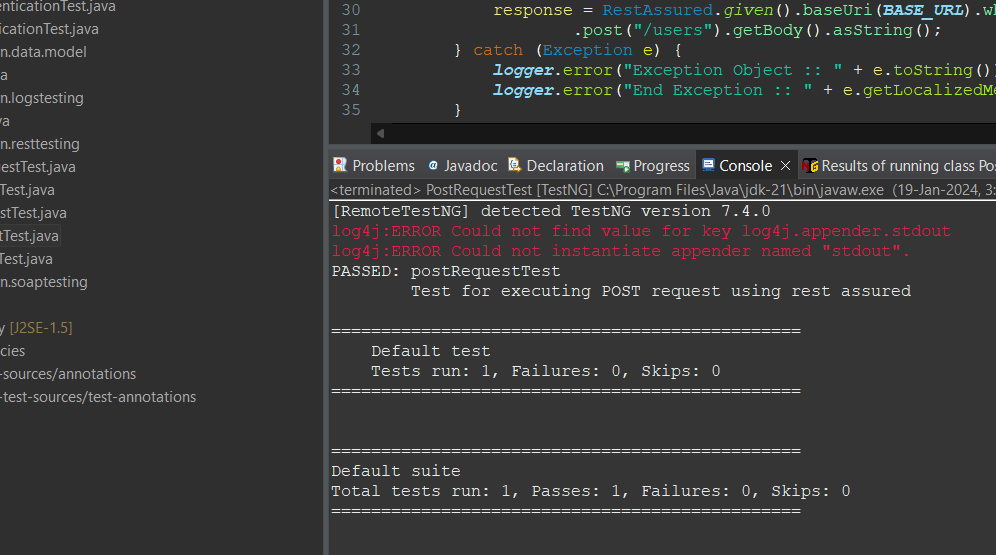 enticationTest.java
icationTest.java
n.data.model
a
n.logstesting
va
n.resttesting
estTest.java
Test.java
stTest.java
tTest.java
Test.java
n.soaptesting
y [J2SE-1.5]
cies
-sources/annotations
-test-sources/test-annotations
30 response = RestAssured.given().baseUri(BASE_URL).wh
31 .post("/users").getBody().asString();
32 } catch (Exception e) {
33 logger.error("Exception Object :: " + e.toString())
34 logger.error("End Exception :: " + e.getLocalizedMe
35 }
Problems @ Javadoc Declaration Progress Console Results of running class Po
<terminated> PostRequestTest [TestNG] C:\Program Files\Java\jdk-21\bin\javaw.exe (19-Jan-2024, 3:
[RemoteTestNG] detected TestNG version 7.4.0
log4j:ERROR Could not find value for key log4j.appender.stdout
log4j:ERROR Could not instantiate appender named "stdout".
PASSED: postRequestTest
Test for executing POST request using rest assured
===============================================
Default test
Tests run: 1, Failures: 0, Skips: 0
===============================================
===============================================
Default suite
Total tests run: 1, Passes: 1, Failures: 0, Skips: 0
===============================================